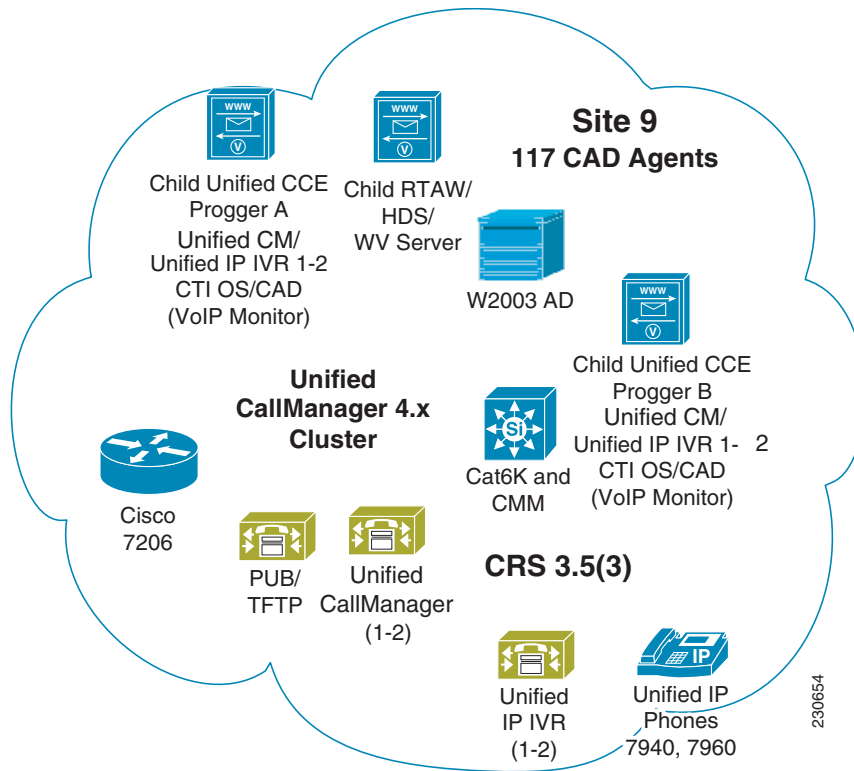 Site 9
117 CAD Agents
WWW
V
Child Unified CCE
Progger A
Unified CM/
Unified IP IVR 1-2
CTI OS/CAD
(VoIP Monitor)
WWW
V
Child RTAW/
HDS/
WV Server
W2003 AD
WWW
V
Child Unified CCE
Progger B
Unified CM/
Unified IP IVR 1- 2
CTI OS/CAD
(VoIP Monitor)
Unified
CallManager 4.x
Cluster
Si
Cat6K and
CMM
Cisco
7206
PUB/
TFTP
Unified
CallManager
(1-2)
CRS 3.5(3)
Unified
IP IVR
(1-2)
IP
Unified IP
Phones
7940, 7960
230654